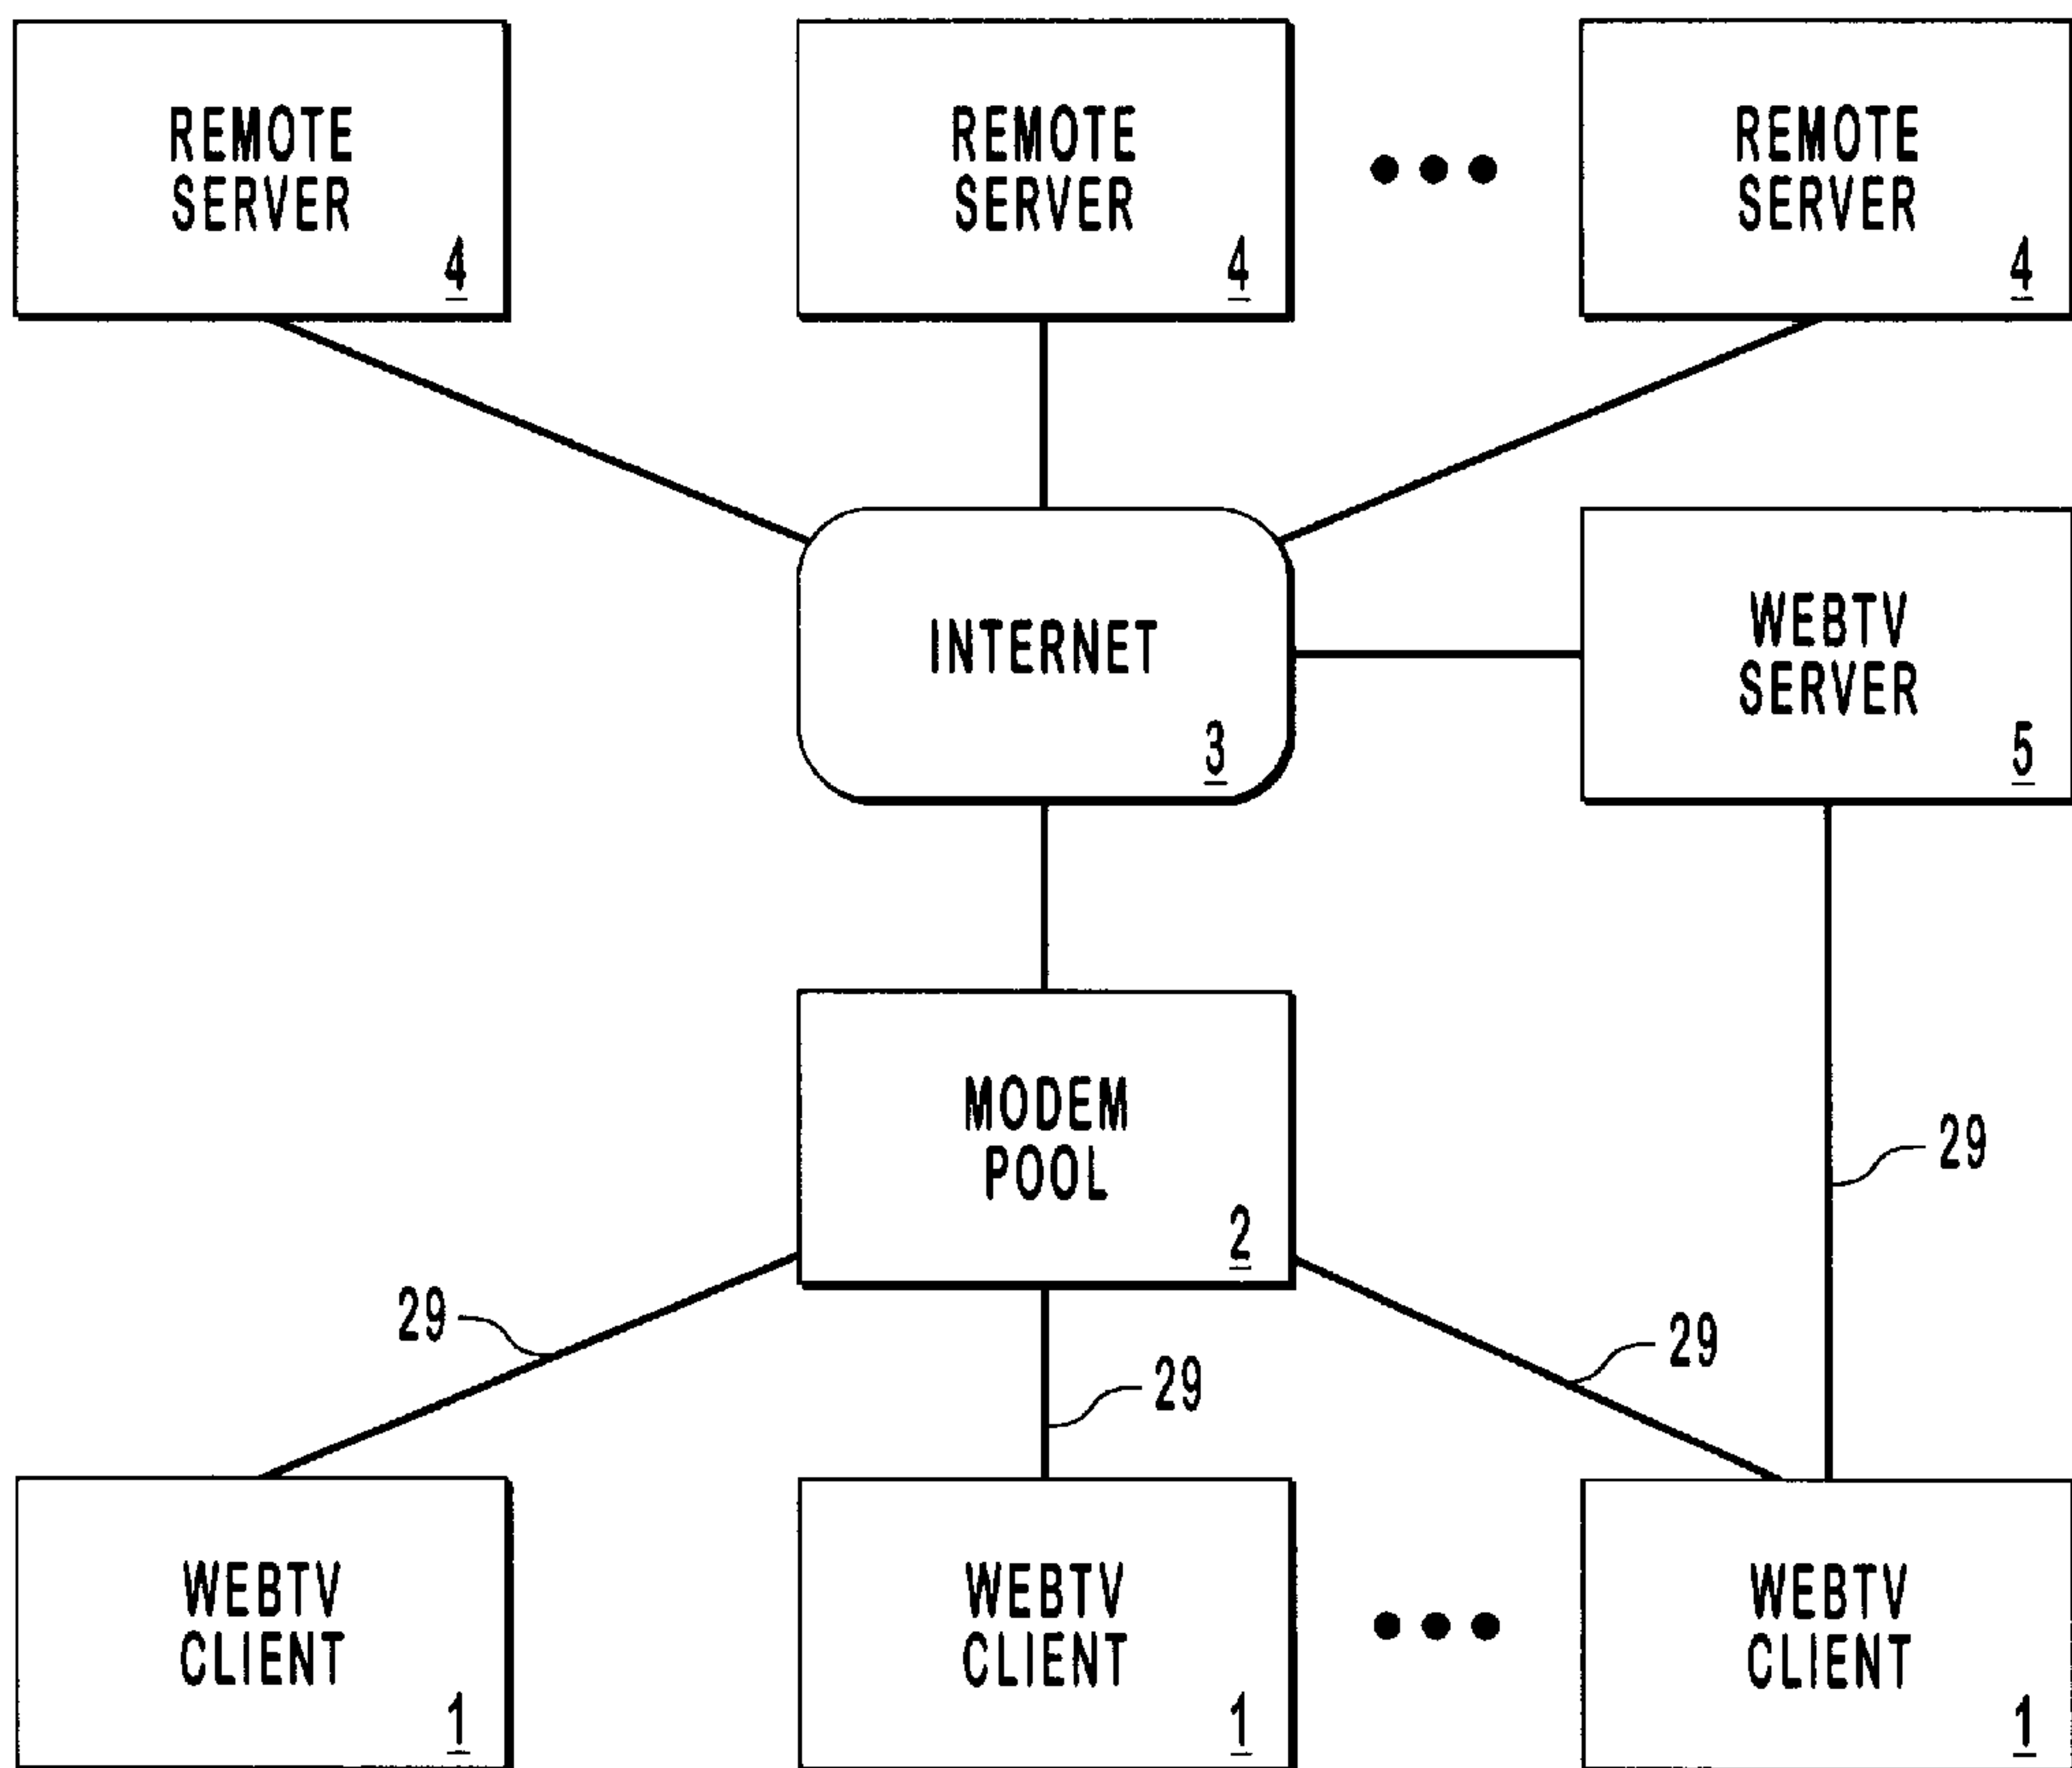 REMOTE
SERVER
4
REMOTE
SERVER
4
REMOTE
SERVER
4
INTERNET
3
WEBTV
SERVER
5
MODEM
POOL
2
29
29
29
29
WEBTV
CLIENT
1
WEBTV
CLIENT
1
WEBTV
CLIENT
1